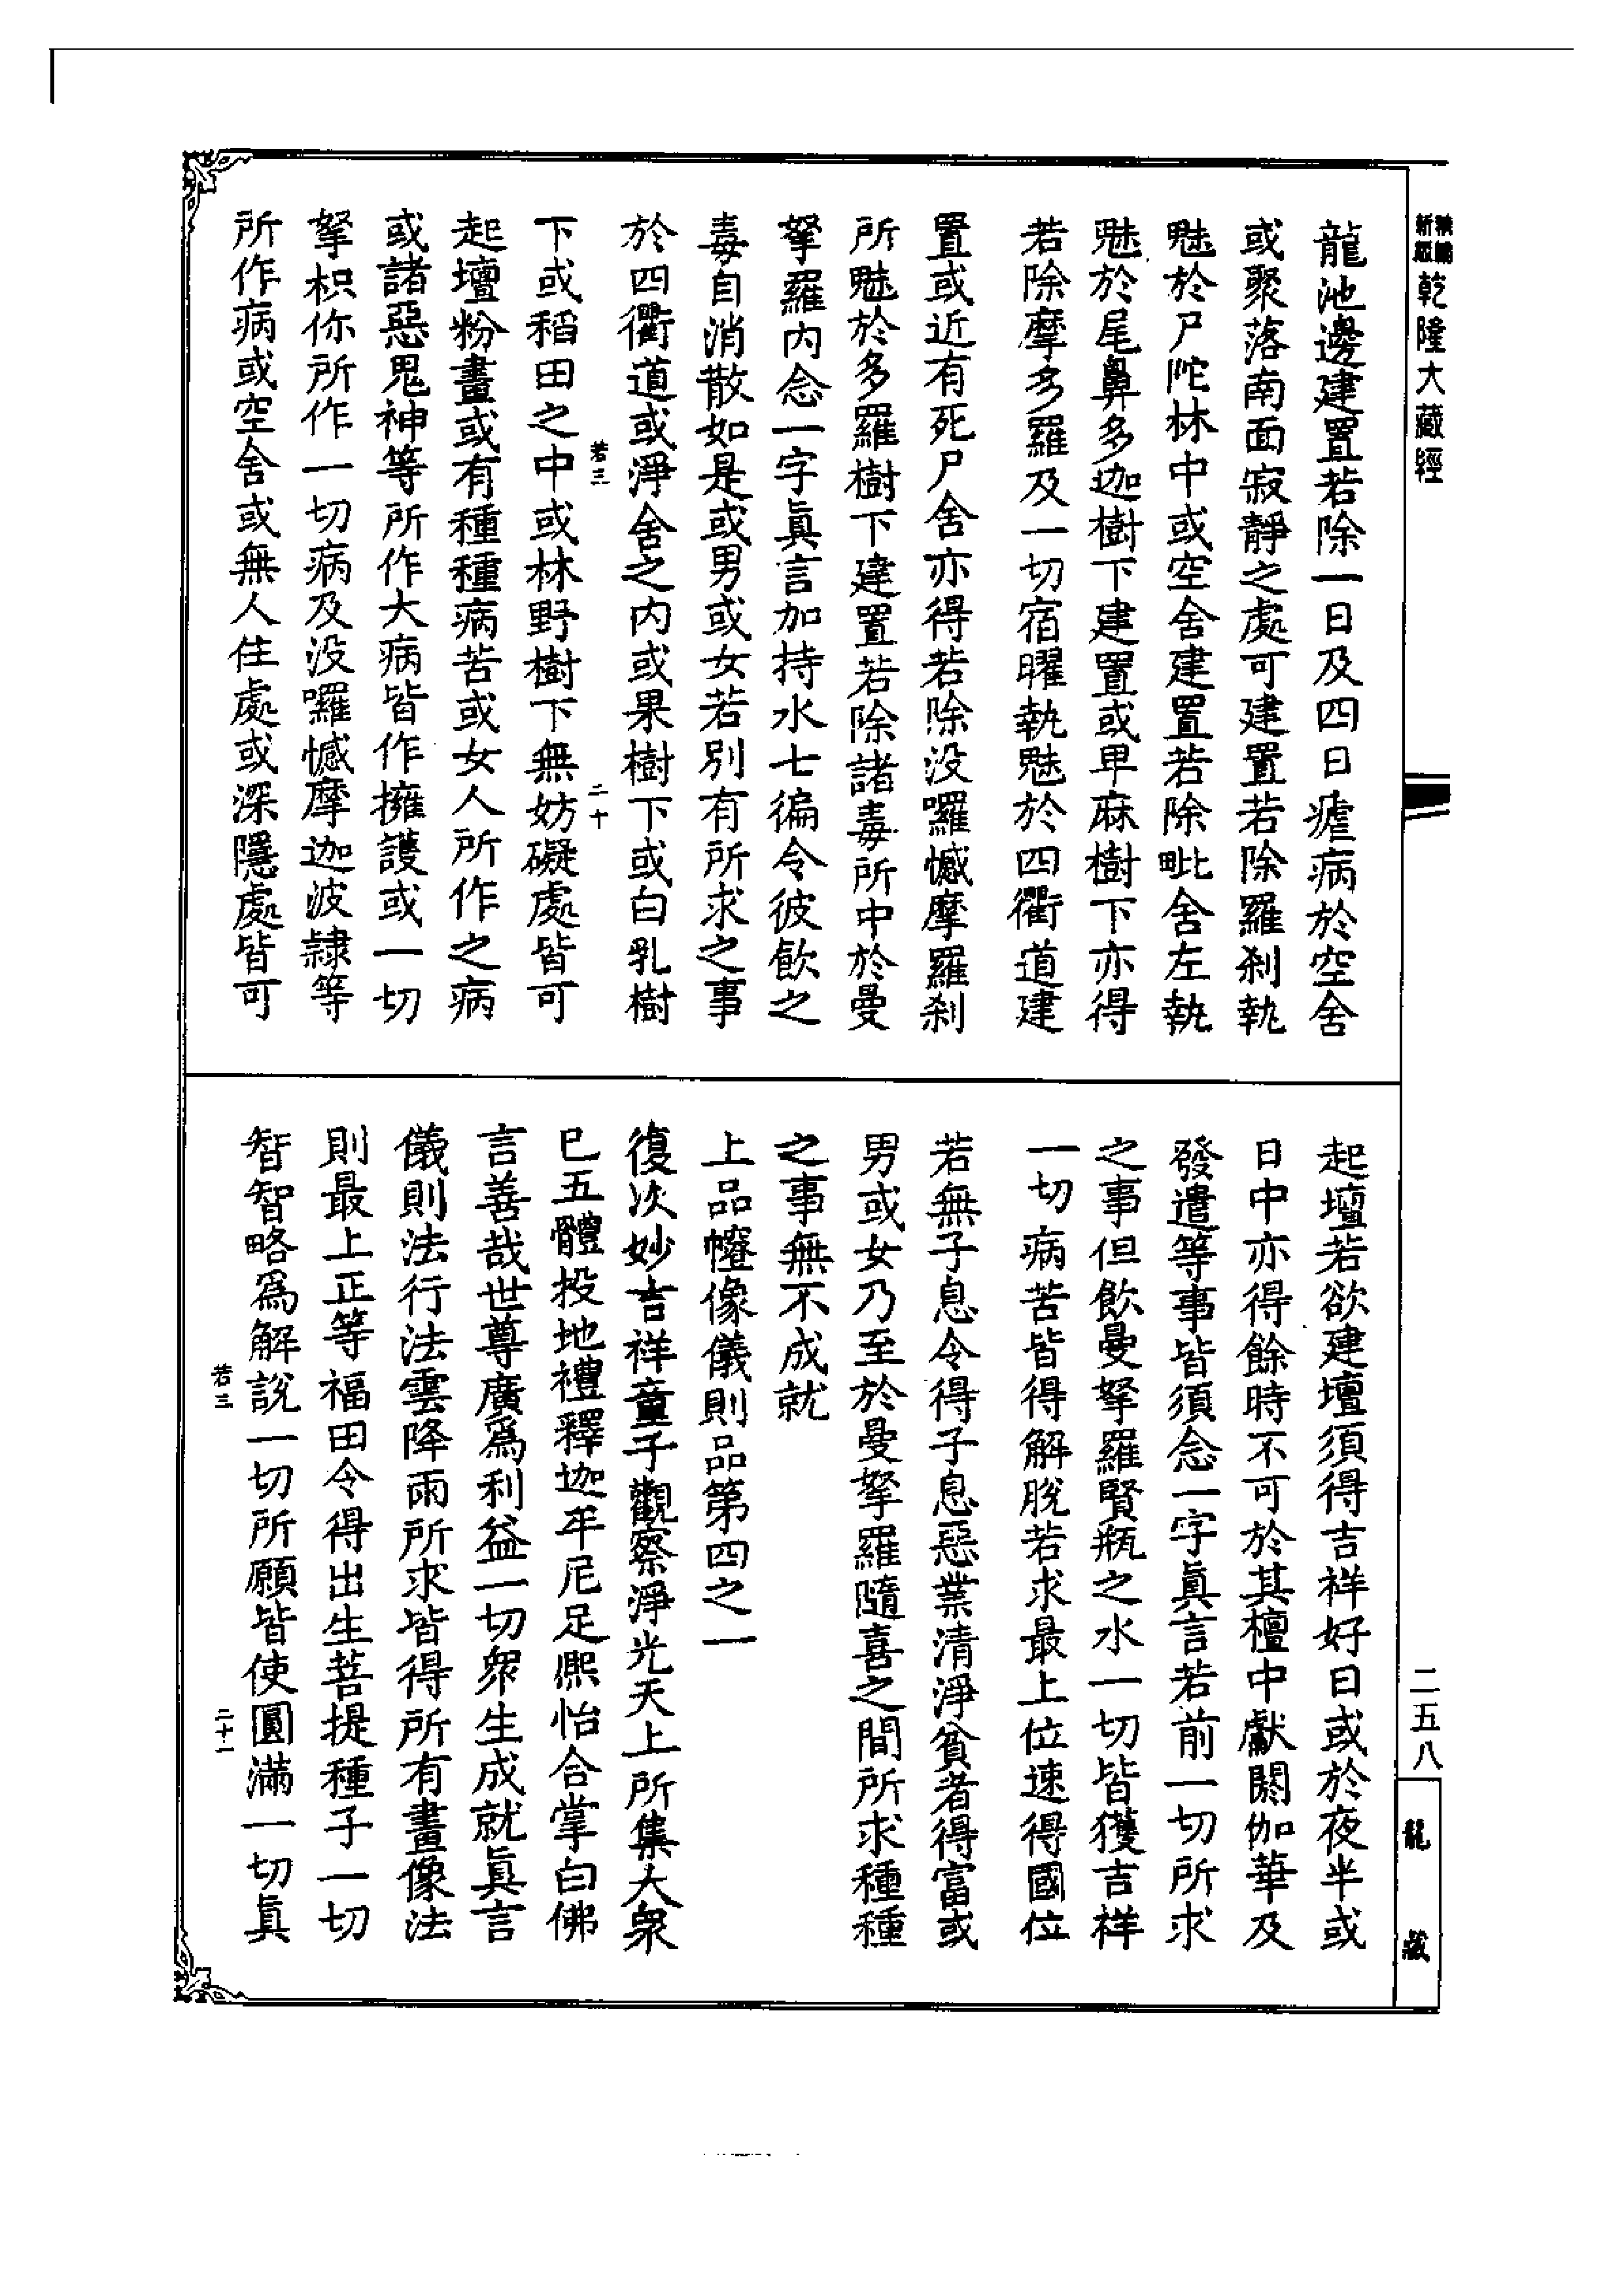 乾隆大藏經
龍池邊建置若除一日及四日瘧病於空舍
或聚落南面寂靜之處可建置若除羅刹執
魅於尸陀林中或空舍建置若除毗舍左執
魅於尾鼻多迦樹下建置或卑麻樹下亦得
若除摩多羅及一切宿曜執魅於四衢道建
置或近有死尸舍亦得若除没囉憾摩羅刹
所魅於多羅樹下建置若除諸毒所中於曼
拏羅内念一字眞言加持水七徧令彼飲之
毒自消散如是或男或女若別有所求之事
於四衢道或淨舍之内或果樹下或白乳樹
若三
二十
下或稻田之中或林野樹下無妨礙處皆可
起壇粉畫或有種種病苦或女人所作之病
或諸惡鬼神等所作大病皆作擁護或一切
拏枳你所作一切病及没囉憾摩迦波隷等
所作病或空舍或無人住處或深隱處皆可
起壇若欲建壇須得吉祥好日或於夜半或
日中亦得餘時不可於其檀中獻閼伽華及
發遣等事皆須念一字眞言若前一切所求
之事但飲曼拏羅賢瓶之水一切皆獲吉祥
一切病苦皆得解脫若求最上位速得國位
若無子息令得子息惡業清淨貧者得富或
男或女乃至於曼拏羅隨喜之間所求種種
之事無不成就
上品㡧像儀則品第四之一
復次妙吉祥童子觀察淨光天上所集大衆
已五體投地禮釋迦牟尼足熙怡合掌白佛
言善哉世尊廣爲利益一切衆生成就眞言
儀則法行法雲降雨所求皆得所有畫像法
則最上正等福田令得出生菩提種子一切
智智略爲解說一切所願皆使圓滿一切眞
若三
二十一
二五八
龍藏